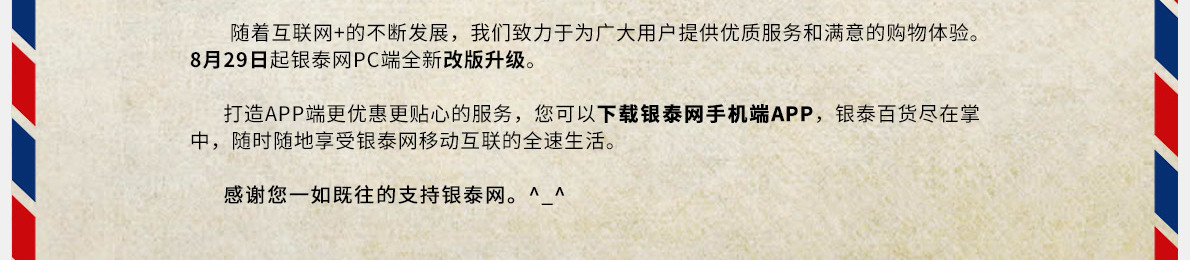 随着互联网+的不断发展，我们致力于为广大用户提供优质服务和满意的购物体验。
8月29日起银泰网PC端全新改版升级。
打造APP端更优惠更贴心的服务，您可以下载银泰网手机端APP，银泰百货尽在掌
中，随时随地享受银泰网移动互联的全速生活。
感谢您一如既往的支持银泰网。^_^